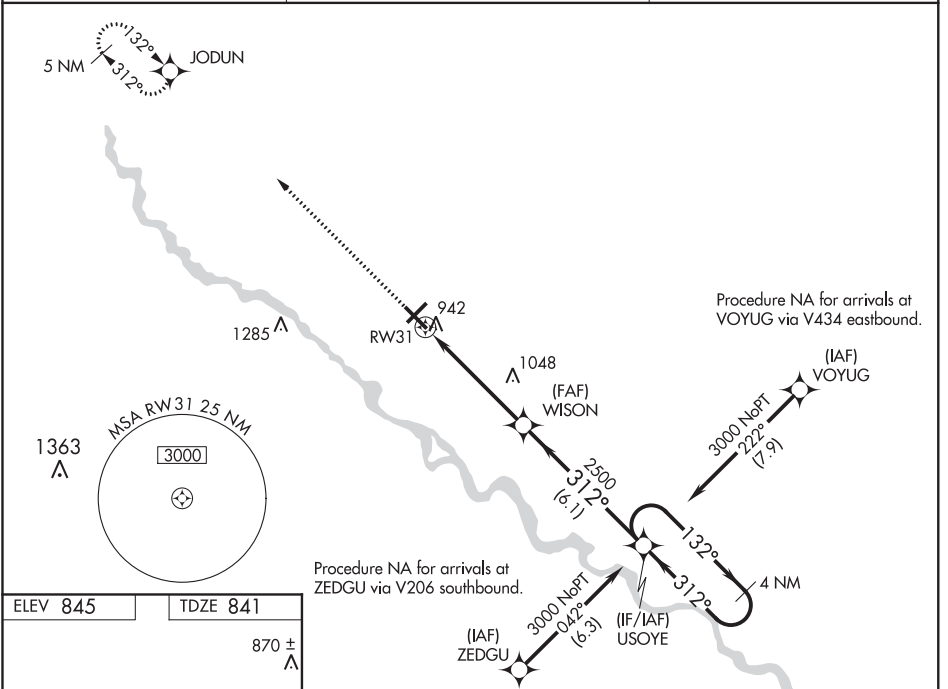 132°
JODUN
5 NM
312°
942
RW31
1285
1048
Procedure NA for arrivals at
VOYUG via V434 eastbound.
(IAF)
VOYUG
(FAF)
WISON
3000 NoPT
222°
(7.9)
MSA RW31 25 NM
1363
3000
2500
312°
(6.1)
132°
312°
4 NM
Procedure NA for arrivals at
ZEDGU via V206 southbound.
3000 NoPT
042°
(6.3)
(IF/IAF)
USOYE
(IAF)
ZEDGU
ELEV 845
TDZE 841
870 ±